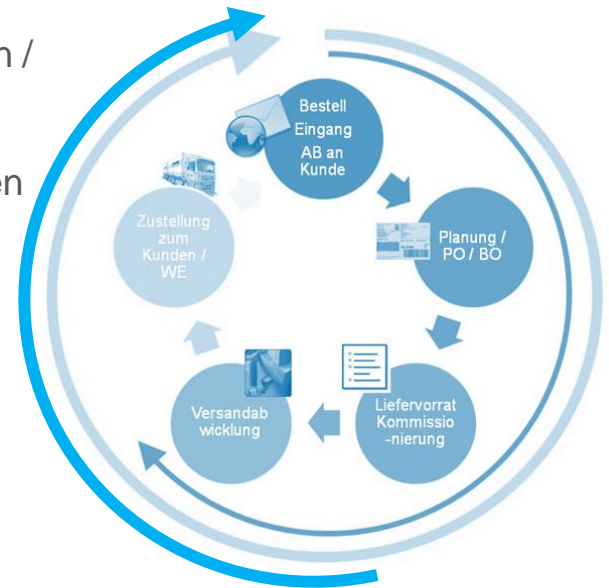 n /
en
Bestell
Eingang
AB an
Kunde
Planung /
PO / BO
Liefervorrat
Kommissio
-nierung
Versandab
wicklung
Zustellung
zum
Kunden /
WE